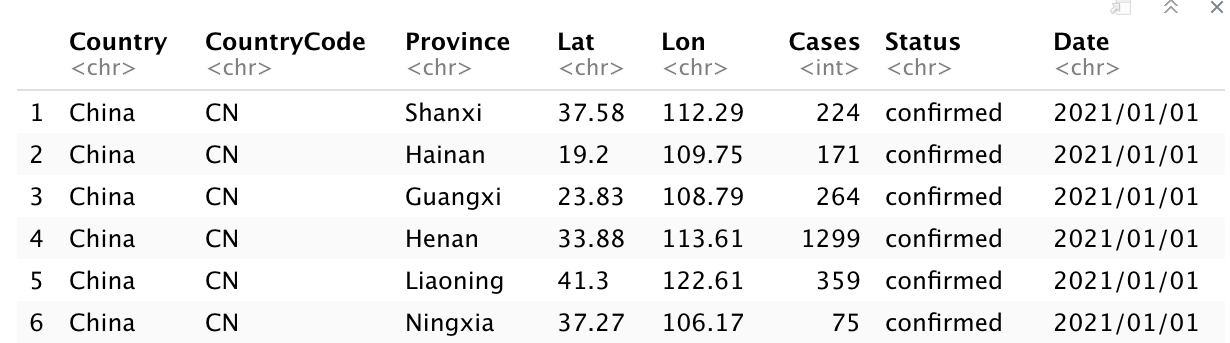 Country CountryCode Province Lat Lon Cases Status Date
<chr> <chr> <chr> <chr> <chr> <int> <chr> <chr>
1 China CN Shanxi 37.58 112.29 224 confirmed 2021/01/01
2 China CN Hainan 19.2 109.75 171 confirmed 2021/01/01
3 China CN Guangxi 23.83 108.79 264 confirmed 2021/01/01
4 China CN Henan 33.88 113.61 1299 confirmed 2021/01/01
5 China CN Liaoning 41.3 122.61 359 confirmed 2021/01/01
6 China CN Ningxia 37.27 106.17 75 confirmed 2021/01/01